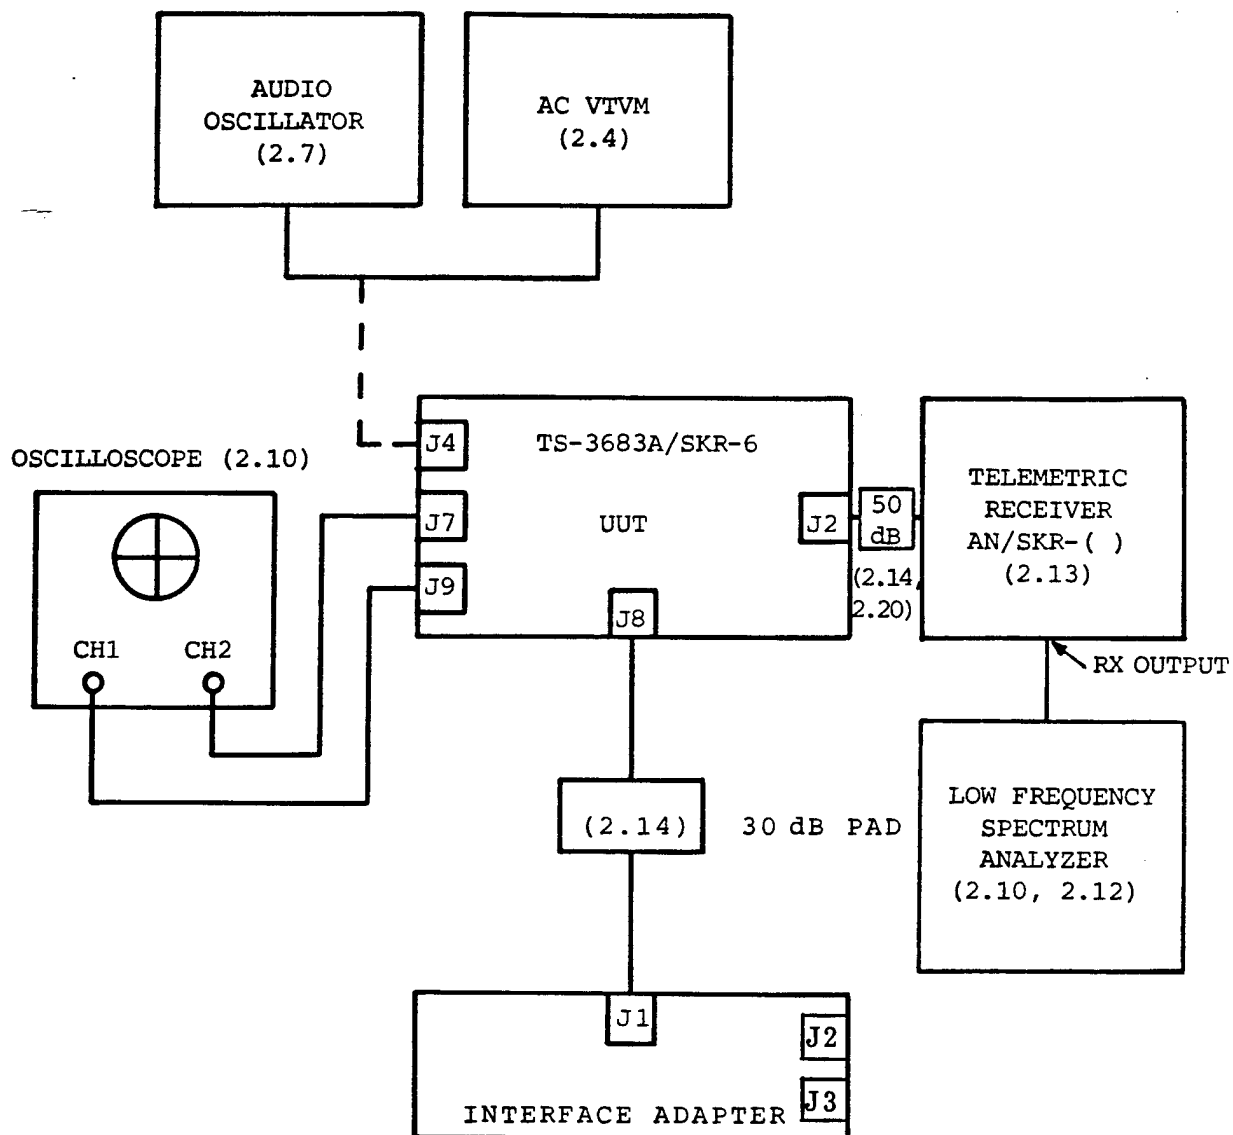 AUDIO
OSCILLATOR
(2.7)
AC VTVM
(2.4)
OSCILLOSCOPE (2.10)
CH1
CH2
J4
J7
J9
TS-3683A/SKR-6
UUT
J2
J8
50
dB
(2.14,
2.20)
TELEMETRIC
RECEIVER
AN/SKR-( )
(2.13)
RX OUTPUT
LOW FREQUENCY
SPECTRUM
ANALYZER
(2.10, 2.12)
(2.14)
30 dB PAD
J1
J2
J3
INTERFACE ADAPTER